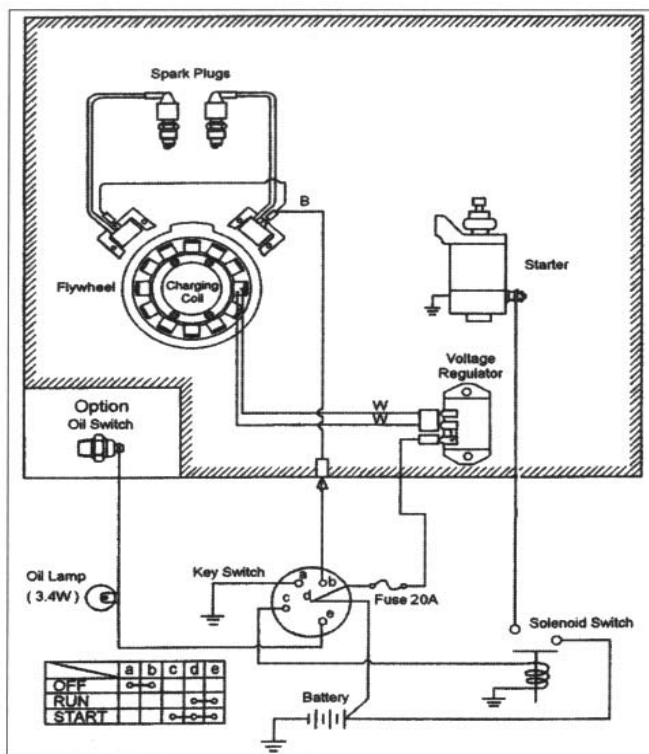 Spark Plugs
B
Flywheel
Charging
Coil
Starter
Voltage
Regulator
W
W
Option
Oil Switch
Oil Lamp
( 3.4W )
Key Switch
a
b
c
d
e
Fuse 20A
Solenoid Switch
Battery
a b c d e
OFF
RUN
START